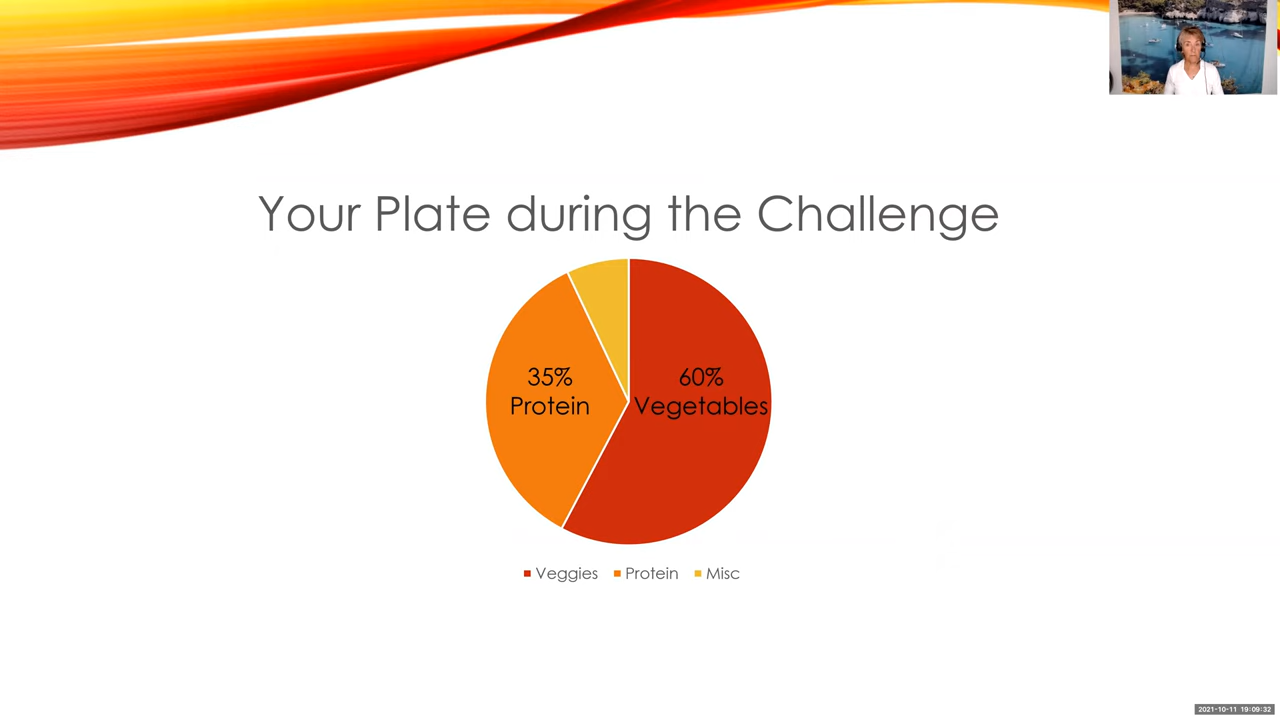 Your Plate during the Challenge
35%
Protein
60%
Vegetables
Veggies
Protein
Misc
2021-10-11 19:09:32